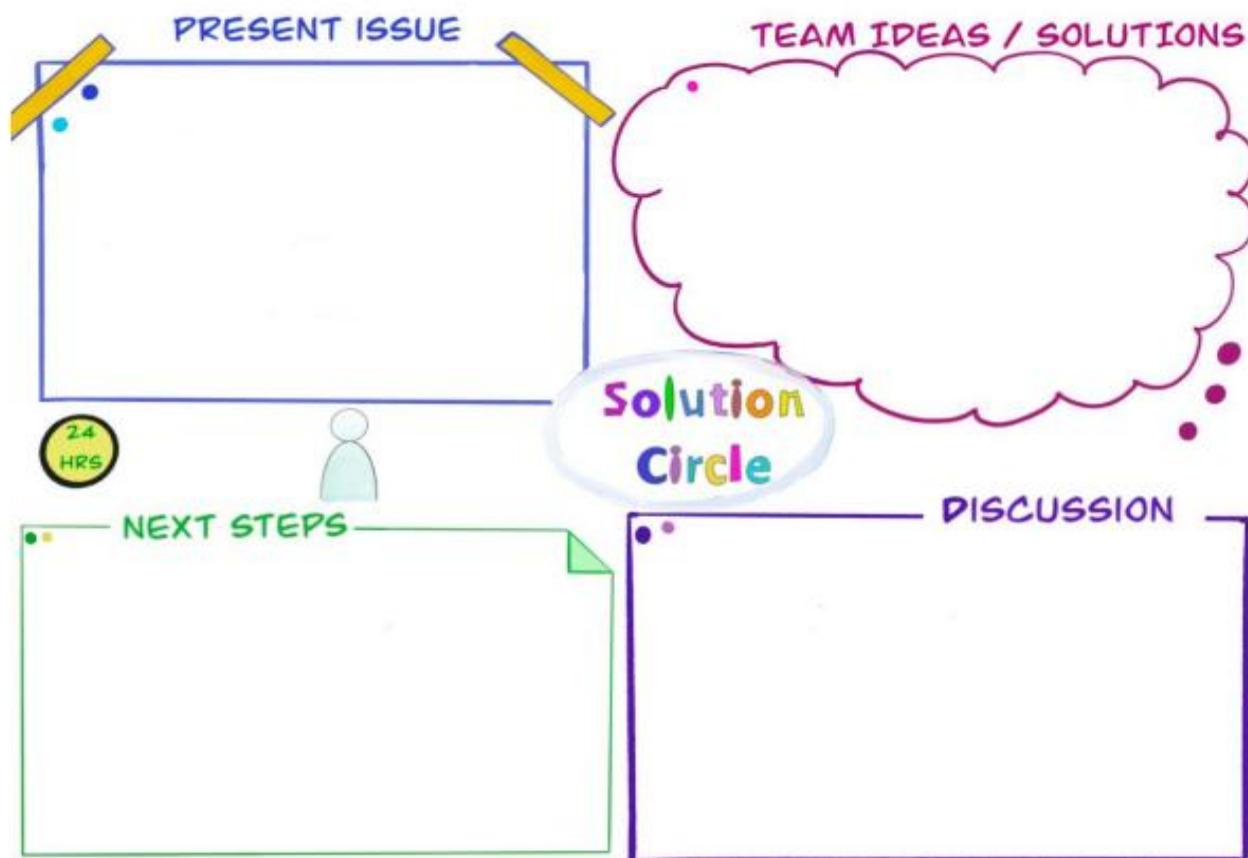 PRESENT ISSUE
TEAM IDEAS / SOLUTIONS
Solution
Circle
24
HRS
NEXT STEPS
DISCUSSION